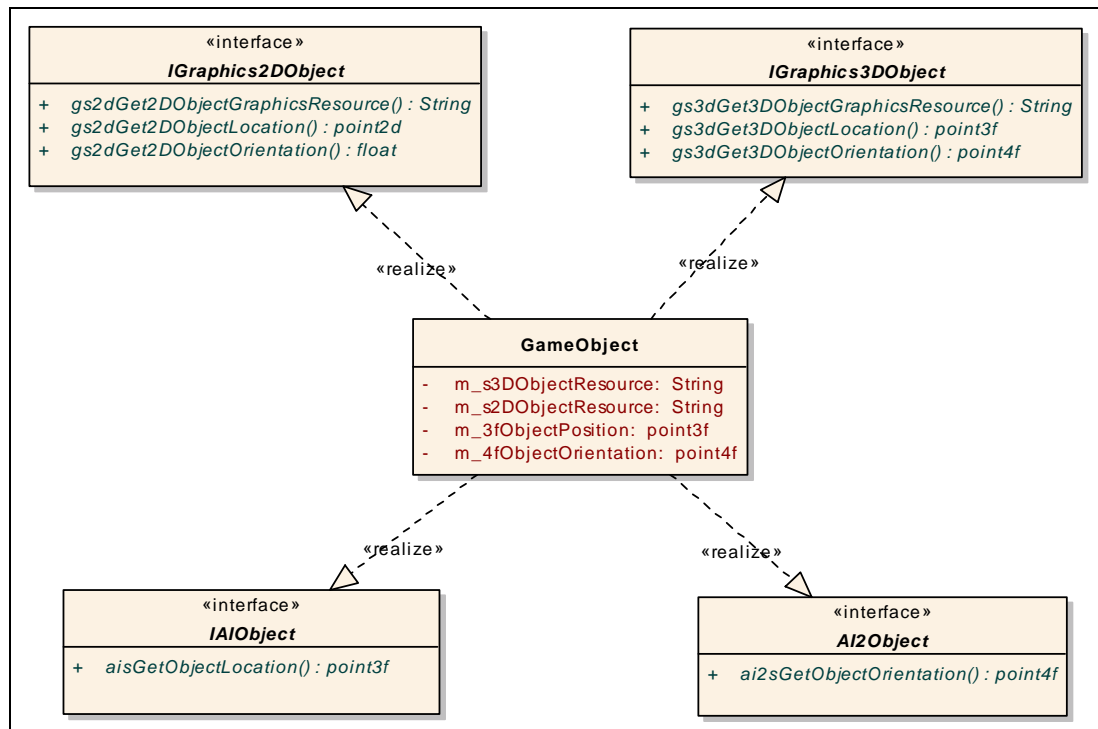 «interface»
IGraphics2DObject
+ gs2dGet2DObjectGraphicsResource() : String
+ gs2dGet2DObjectLocation() : point2d
+ gs2dGet2DObjectOrientation() : float
«interface»
IGraphics3DObject
+ gs3dGet3DObjectGraphicsResource() : String
+ gs3dGet3DObjectLocation() : point3f
+ gs3dGet3DObjectOrientation() : point4f
«realize»
«realize»
GameObject
- m_s3DObjectResource: String
- m_s2DObjectResource: String
- m_3fObjectPosition: point3f
- m_4fObjectOrientation: point4f
«realize»
«realize»
«interface»
IAIObject
+ aisGetObjectLocation() : point3f
«interface»
AI2Object
+ ai2sGetObjectOrientation() : point4f